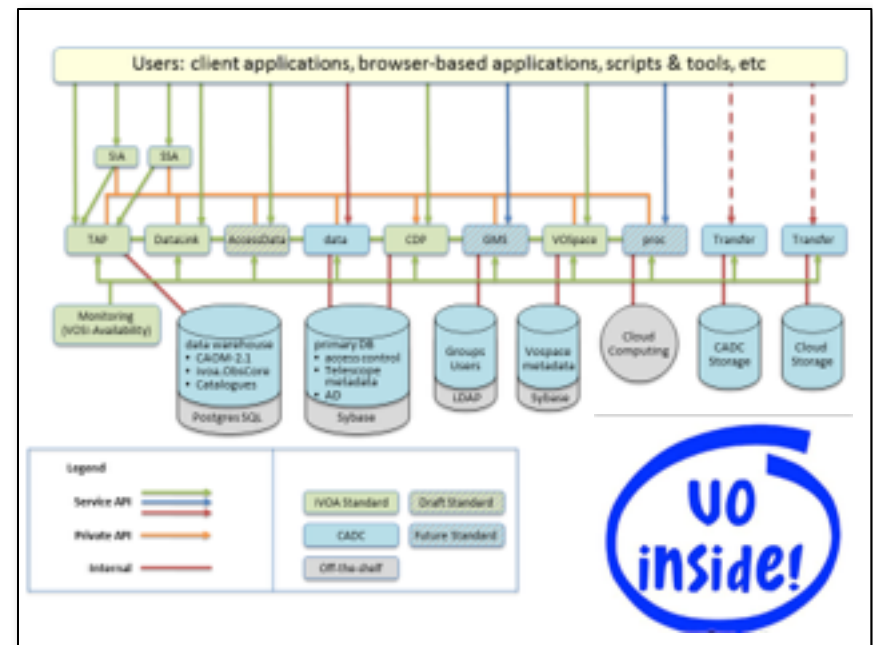 Users: client applications, browser-based applications, scripts & tools, etc
SIA
SSA
TAP
DataLink
AccessData
data
CDP
GMS
VOSpace
proc
Transfer
Transfer
Monitoring
(VOSI-Availability)
data warehouse
• CAOM-2.1
• ivoa.ObsCore
• Catalogues
Postgres SQL
primary DB
• access control
• Telescope
metadata
• AD
Sybase
Groups
Users
LDAP
Vospace
metadata
Sybase
Cloud
Computing
CADC
Storage
Cloud
Storage
Legend
Service API
Private API
Internal
IVOA Standard
Draft Standard
CADC
Future Standard
Off-the-shelf
VO
inside!